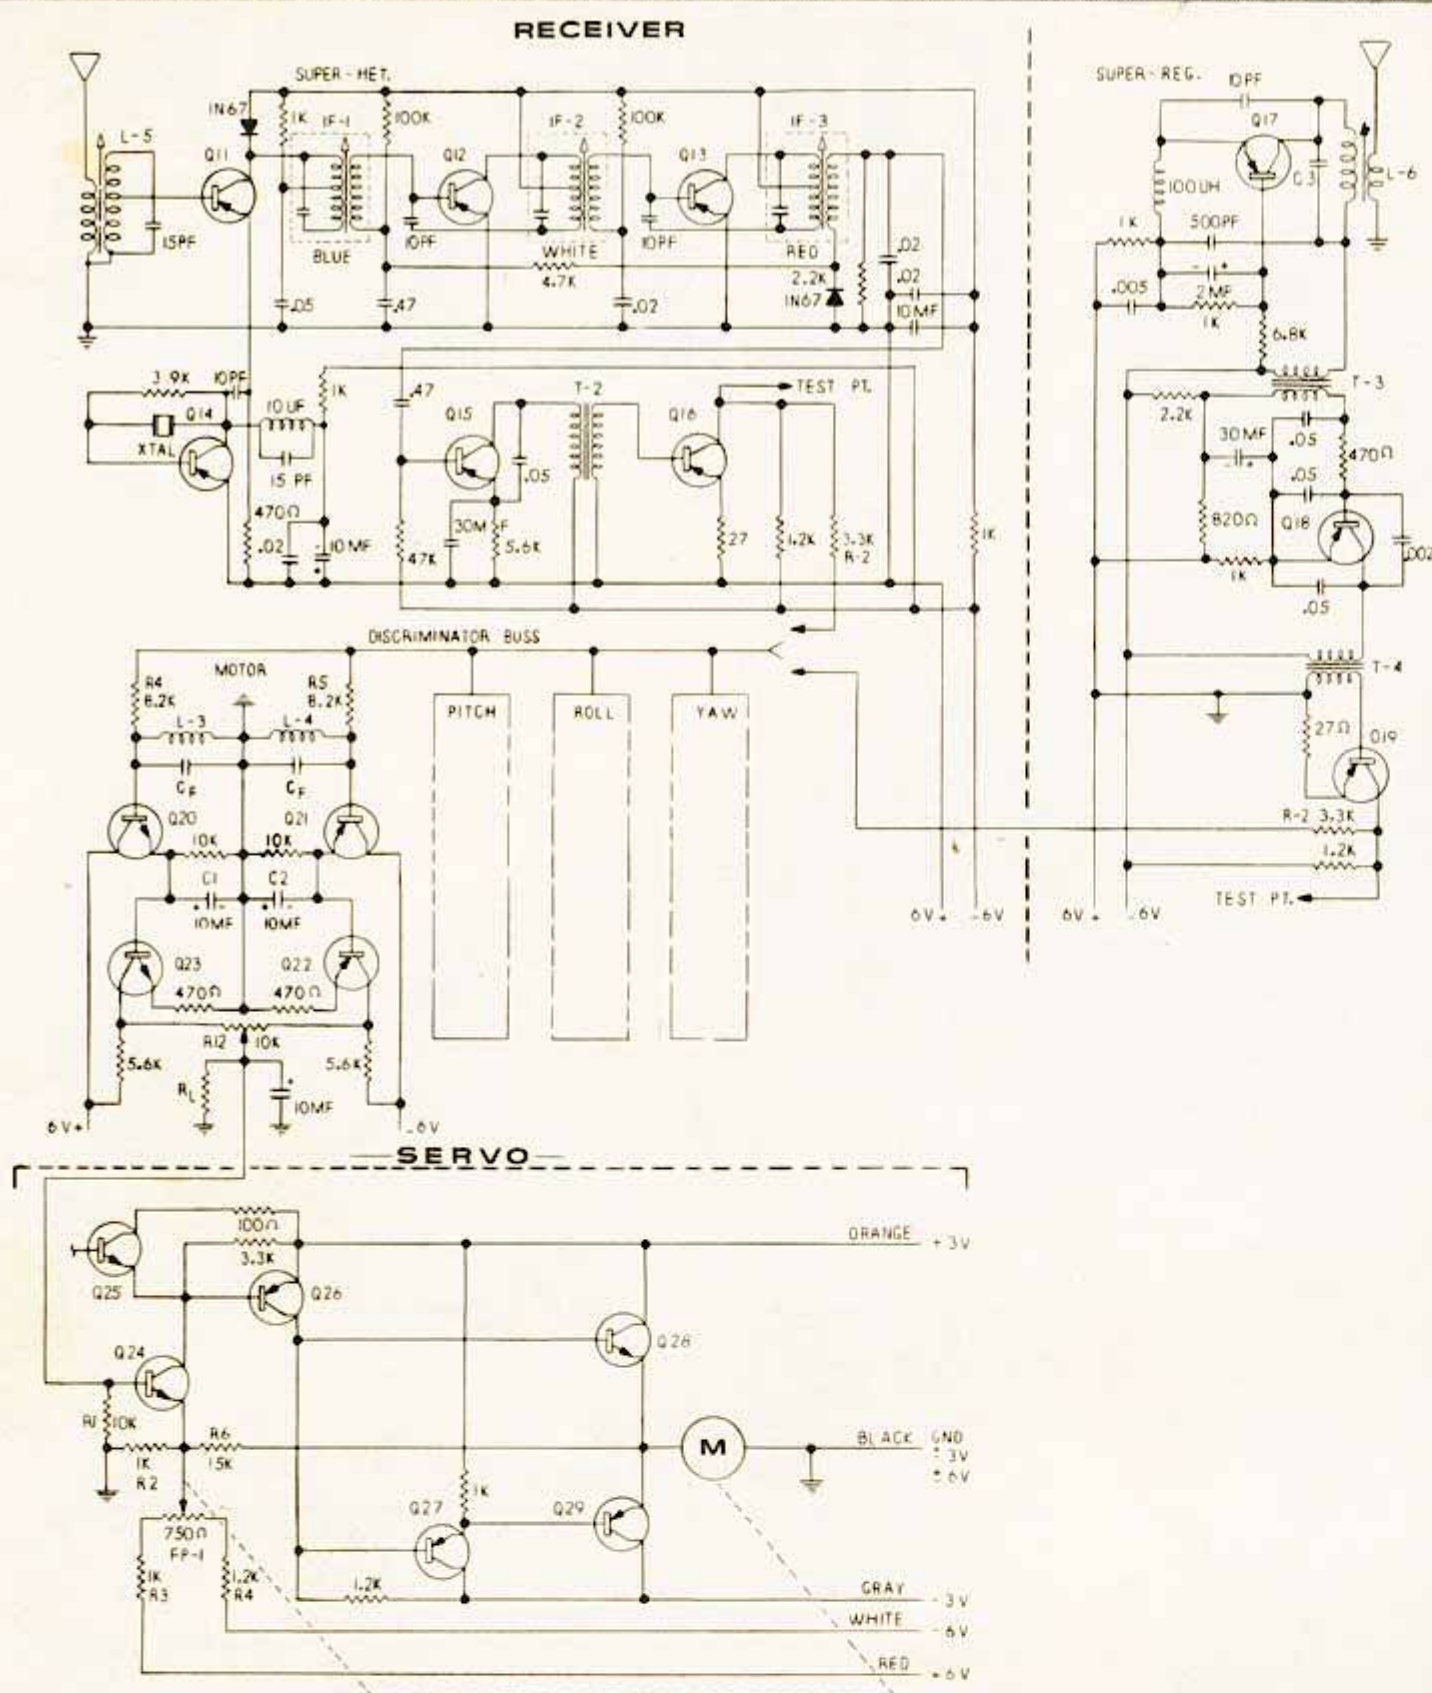 RECEIVER
SUPER-HET.
IN67
L-5
Q11
15PF
1K
IF-1
100K
Q12
10PF
BLUE
.05
.47
IF-2
100K
WHITE
4.7K
Q13
10PF
.02
IF-3
RED
2.2K
IN67
.02
.02
10MF
3.9K
10PF
Q14
XTAL
10UF
15 PF
1K
470Ω
.02
10MF
.47
Q15
T-2
Q16
TEST PT.
.05
30MF
5.6K
47K
27
1.2K
3.3K
R-2
1K
6V+
-6V
SUPER-REG.
10PF
Q17
L-6
100UH
1K
500PF
.005
2MF
1K
6.8K
T-3
2.2K
30MF
.05
470Ω
.05
820Ω
Q18
1K
.002
.05
T-4
27Ω
Q19
R-2 3.3K
1.2K
TEST PT.
6V+
-6V
DISCRIMINATOR BUSS
MOTOR
R4
8.2K
R5
8.2K
L-3
L-4
CF
CF
Q20
Q21
10K
10K
C1
C2
10MF
10MF
Q23
Q22
470Ω
470Ω
R12
10K
5.6K
5.6K
RL
10MF
6V+
-6V
PITCH
ROLL
YAW
SERVO
100Ω
3.3K
Q25
Q26
Q24
R1
10K
1K
R2
R6
15K
750Ω
FP-1
1K
R3
1.2K
R4
1.2K
Q27
1K
Q28
Q29
M
ORANGE +3V
BLACK GND
±3V
±6V
GRAY -3V
WHITE -6V
RED +6V